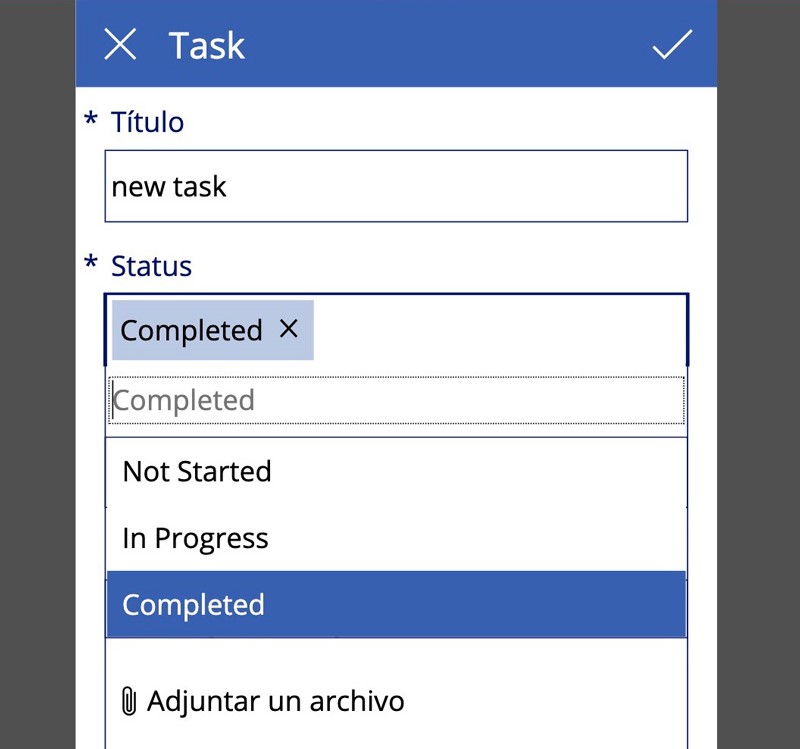 Task
* Título
new task
* Status
Completed ×
Completed
Not Started
In Progress
Completed
Adjuntar un archivo